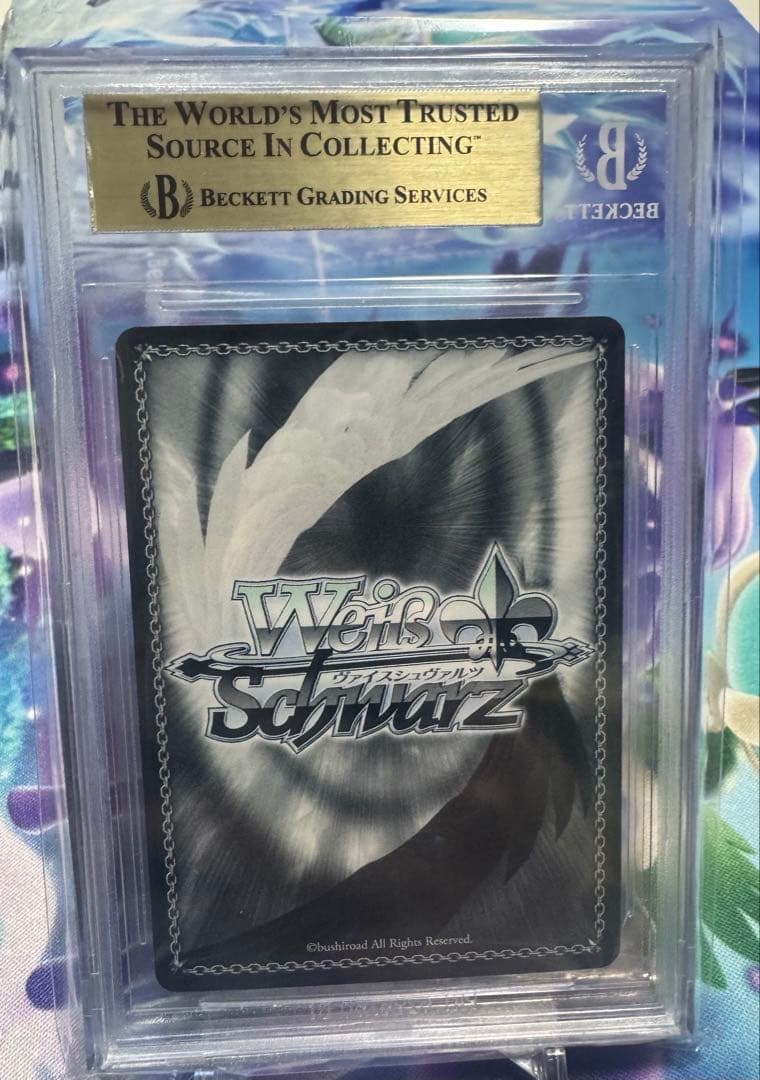 THE WORLD'S MOST TRUSTED
SOURCE IN COLLECTING™
B BECKETT GRADING SERVICES
B
BECKETT
Weiß
ヴァイスシュヴァルツ
Schwarz
©bushiroad All Rights Reserved.